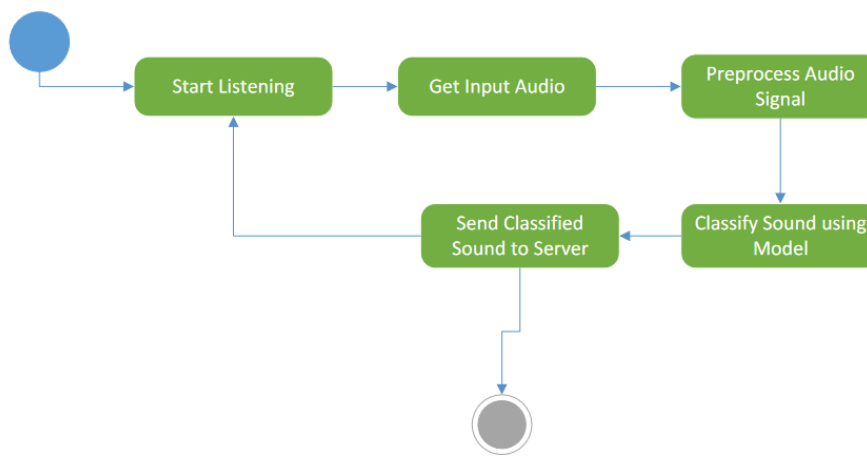 Start Listening
Get Input Audio
Preprocess Audio
Signal
Send Classified
Sound to Server
Classify Sound using
Model